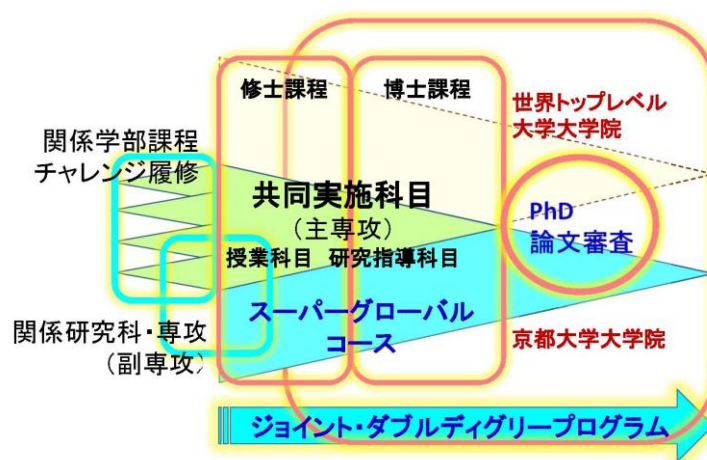 修士課程
博士課程
世界トップレベル
大学大学院
関係学部課程
チャレンジ履修
共同実施科目
（主専攻）
授業科目 研究指導科目
PhD
論文審査
スーパーグローバル
コース
関係研究科・専攻
（副専攻）
京都大学大学院
ジョイント・ダブルディグリープログラム